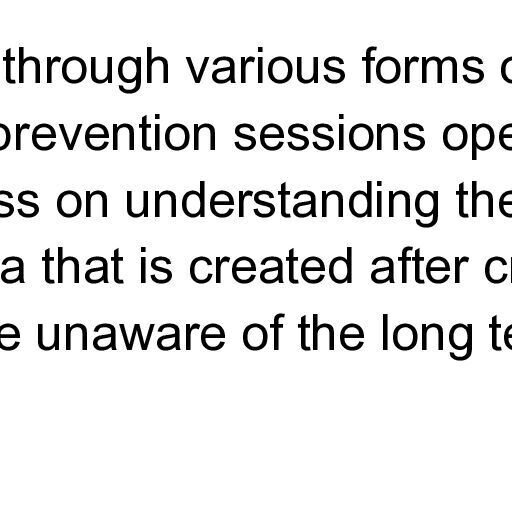 through various forms
prevention sessions ope
ss on understanding the
a that is created after c
e unaware of the long te